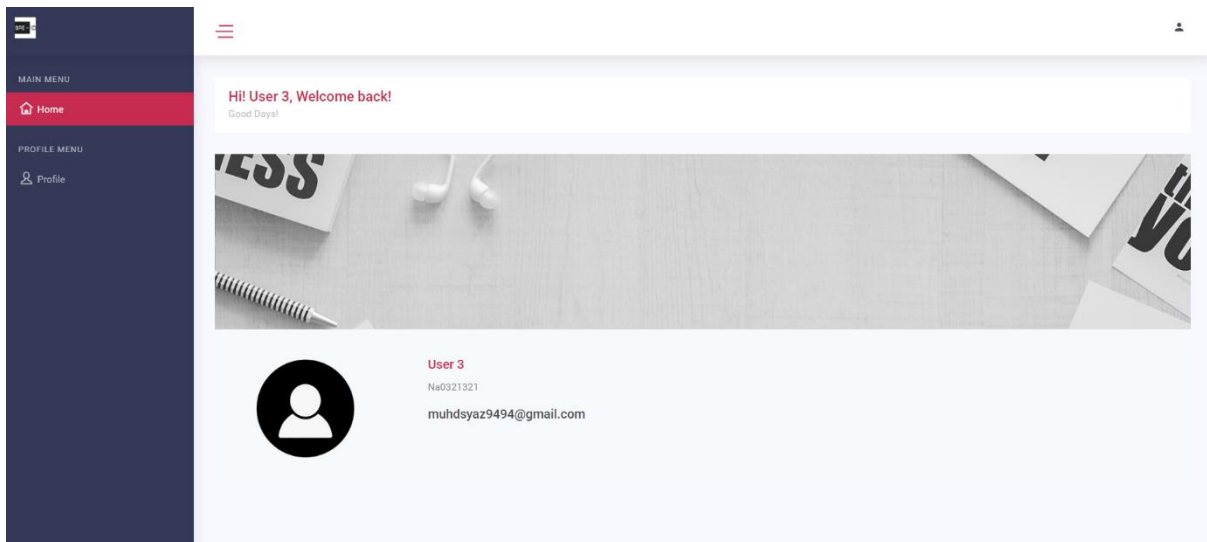 MAIN MENU
Home
PROFILE MENU
Profile
Hi! User 3, Welcome back!
Good Days!
NESS
User 3
Na0321321
muhdsyaz9494@gmail.com